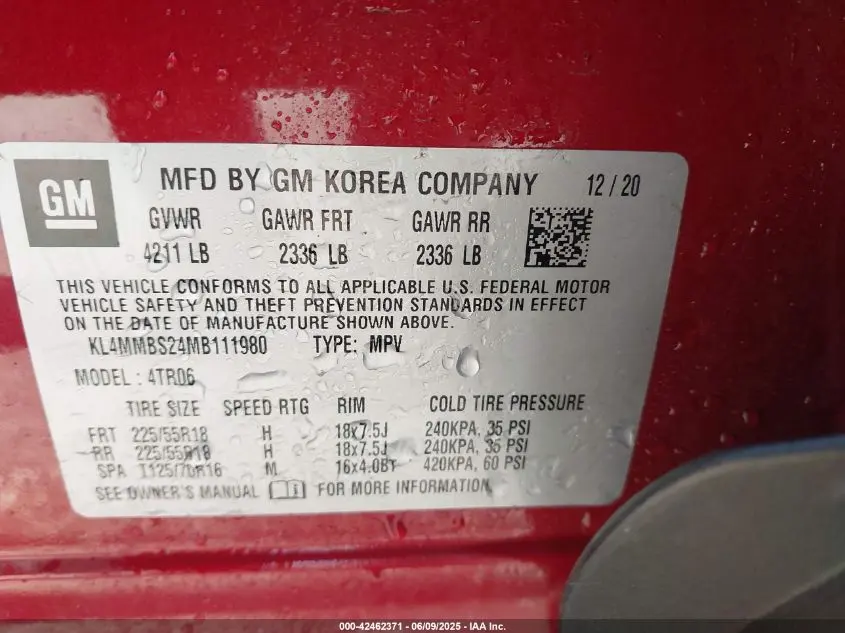 GM
MFD BY GM KOREA COMPANY 12/20
GVWR GAWR FRT GAWR RR
4211 LB 2336 LB 2336 LB
THIS VEHICLE CONFORMS TO ALL APPLICABLE U.S. FEDERAL MOTOR
VEHICLE SAFETY AND THEFT PREVENTION STANDARDS IN EFFECT
ON THE DATE OF MANUFACTURE SHOWN ABOVE.
KL4MMBS24MB111980 TYPE: MPV
MODEL: 4TR06
TIRE SIZE SPEED RTG RIM COLD TIRE PRESSURE
FRT 225/55R18 H 18x7.5J 240KPA, 35 PSI
RR 225/55R18 H 18x7.5J 240KPA, 35 PSI
SPA T125/70R16 M 16x4.0BT 420KPA, 60 PSI
SEE OWNER'S MANUAL FOR MORE INFORMATION
000-42462371 - 06/09/2025 - IAA Inc.